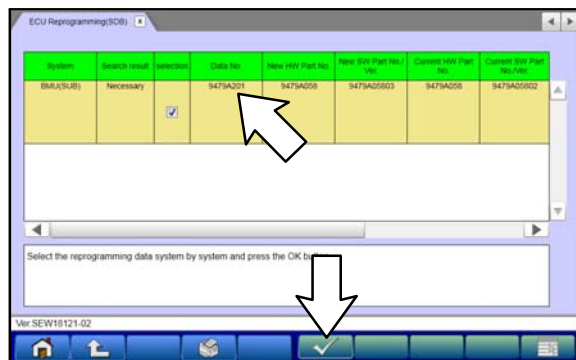 ECU Reprogramming(SDB) x
System Search result selection Data No. New HW Part No. New SW Part No./ Ver. Current HW Part No. Current SW Part No./Ver.
BMU(SUB) Necessary 9479A201 9479A058 9479A05803 9479A058 9479A05802
Select the reprogramming data system by system and press the OK
Ver.SEW18121-02